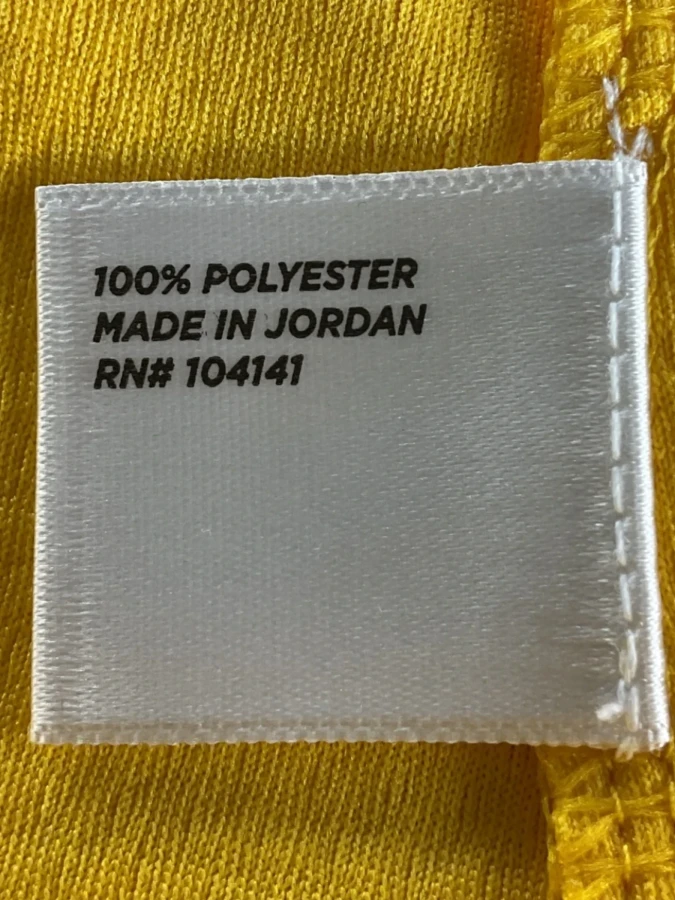 100% POLYESTER
MADE IN JORDAN
RN# 104141